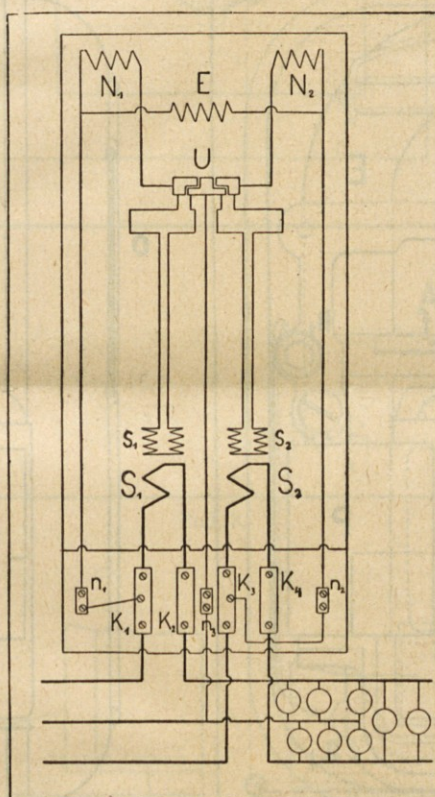 N₁ E N₂
U
S₁ S₂
S₁ S₂
n₁ K₁ K₂ n₃ K₃ K₄ n₂